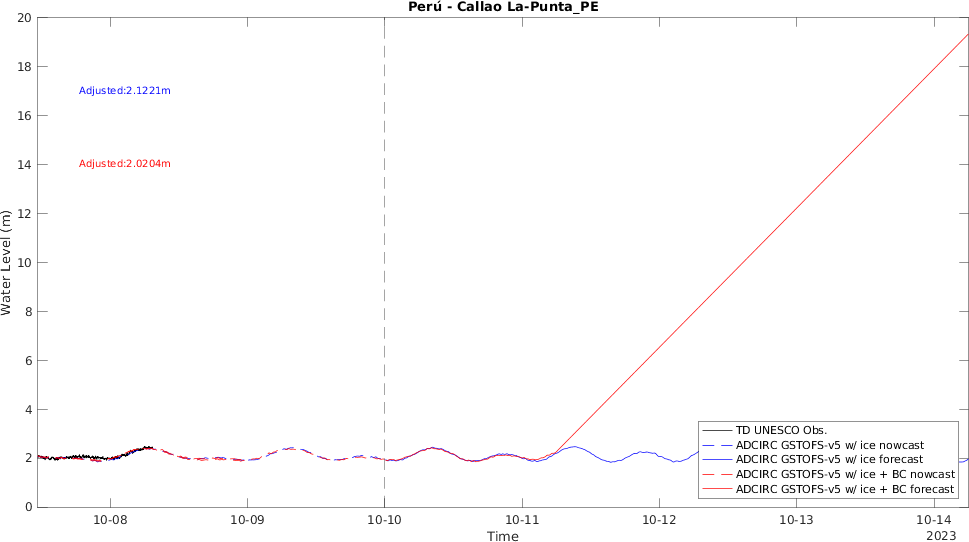 Perú - Callao La-Punta_PE
20
18
16
14
12
10
8
6
4
2
0
Water Level (m)
Adjusted:2.1221m
Adjusted:2.0204m
TD UNESCO Obs.
ADCIRC GSTOFS-v5 w/ ice nowcast
ADCIRC GSTOFS-v5 w/ ice forecast
ADCIRC GSTOFS-v5 w/ ice + BC nowcast
ADCIRC GSTOFS-v5 w/ ice + BC forecast
10-08
10-09
10-10
10-11
10-12
10-13
10-14
2023
Time